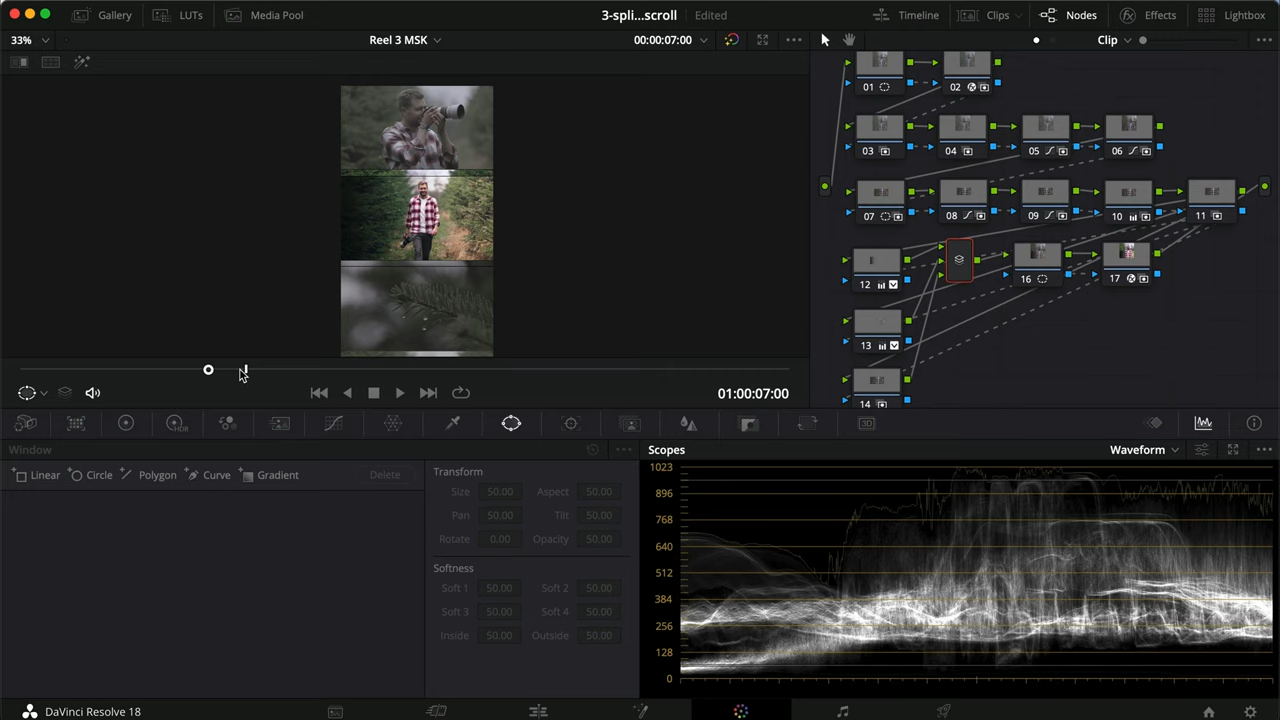 Gallery LUTs Media Pool 3-spli...scroll Edited Timeline Clips Nodes Effects Lightbox
33% Reel 3 MSK 00:00:07:00 Clip
01 02
03 04 05 06
07 08 09 10 11
12 16 17
13
14
01:00:07:00
HDR
3D
Window
Scopes Waveform
Linear Circle Polygon Curve Gradient Delete
Transform
Size 50.00 Aspect 50.00
Pan 50.00 Tilt 50.00
Rotate 0.00 Opacity 50.00
Softness
Soft 1 50.00 Soft 2 50.00
Soft 3 50.00 Soft 4 50.00
Inside 50.00 Outside 50.00
1023
896
768
640
512
384
256
128
0
DaVinci Resolve 18